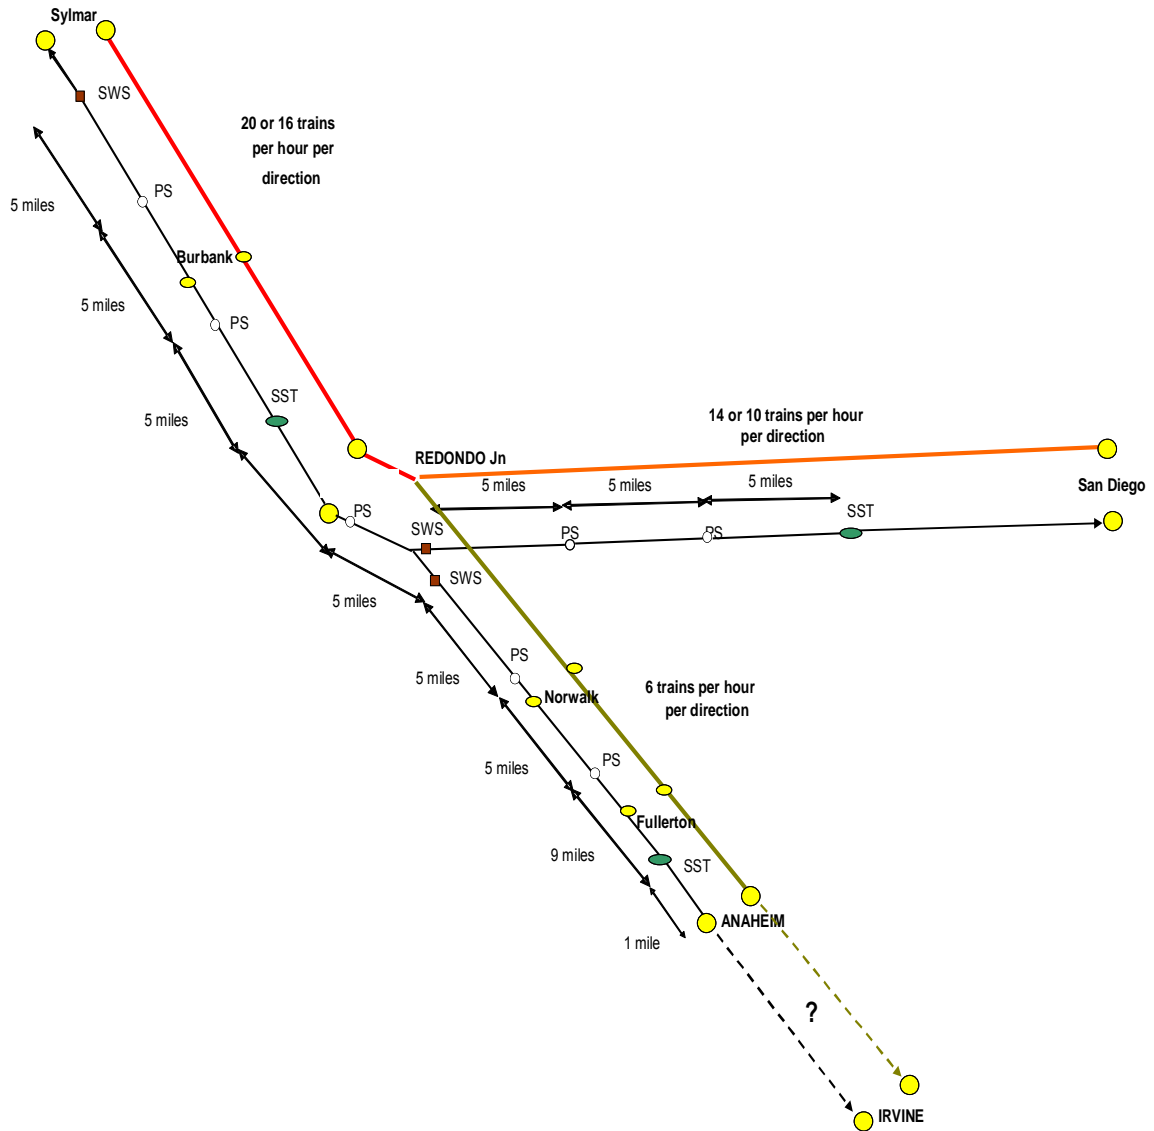 Sylmar
SWS
20 or 16 trains
per hour per
direction
PS
5 miles
Burbank
5 miles
PS
SST
5 miles
14 or 10 trains per hour
per direction
REDONDO Jn
5 miles
5 miles
5 miles
San Diego
PS
SST
SWS
PS
PS
SWS
5 miles
PS
5 miles
6 trains per hour
per direction
Norwalk
PS
5 miles
Fullerton
9 miles
SST
ANAHEIM
1 mile
?
IRVINE